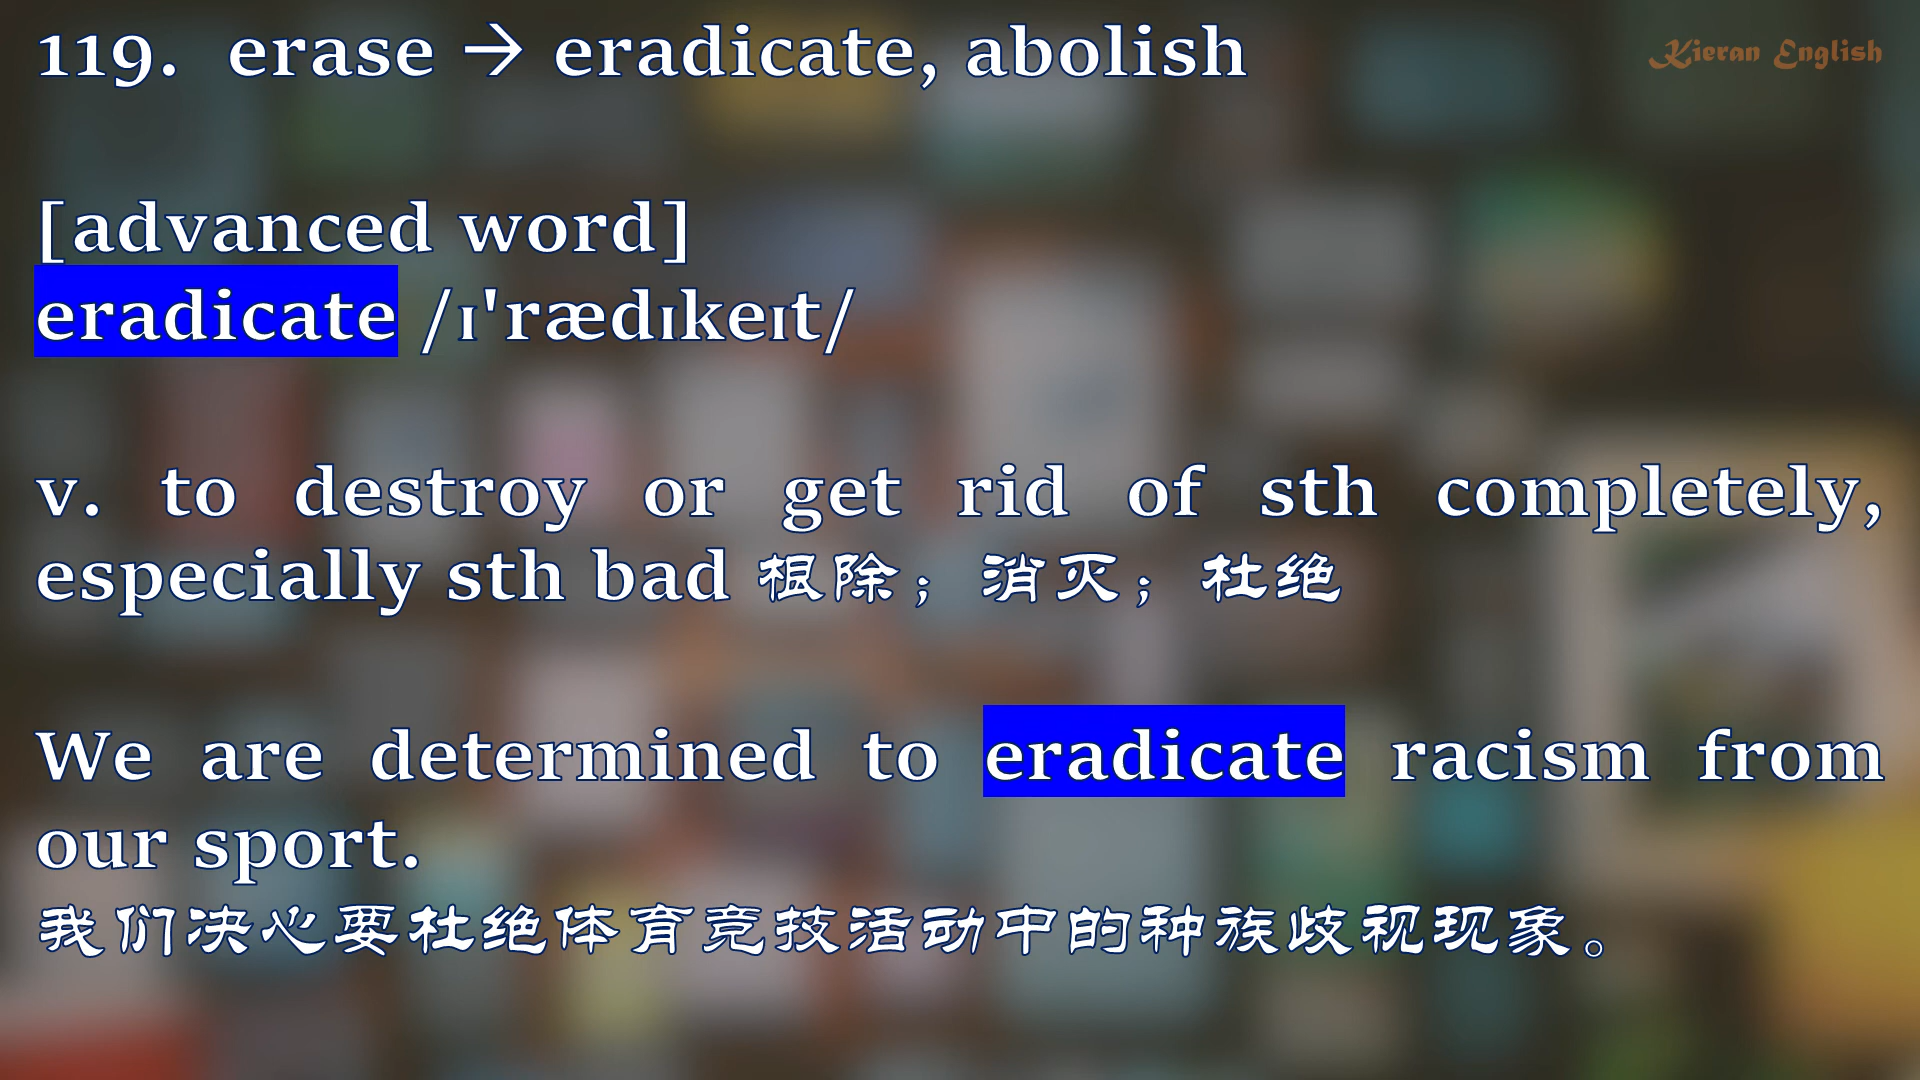 119. erase → eradicate, abolish
Kieran English
[advanced word]
eradicate /ɪ'rædɪkeɪt/
v. to destroy or get rid of sth completely,
especially sth bad 根除；消灭；杜绝
We are determined to eradicate racism from
our sport.
我们决心要杜绝体育竞技活动中的种族歧视现象。